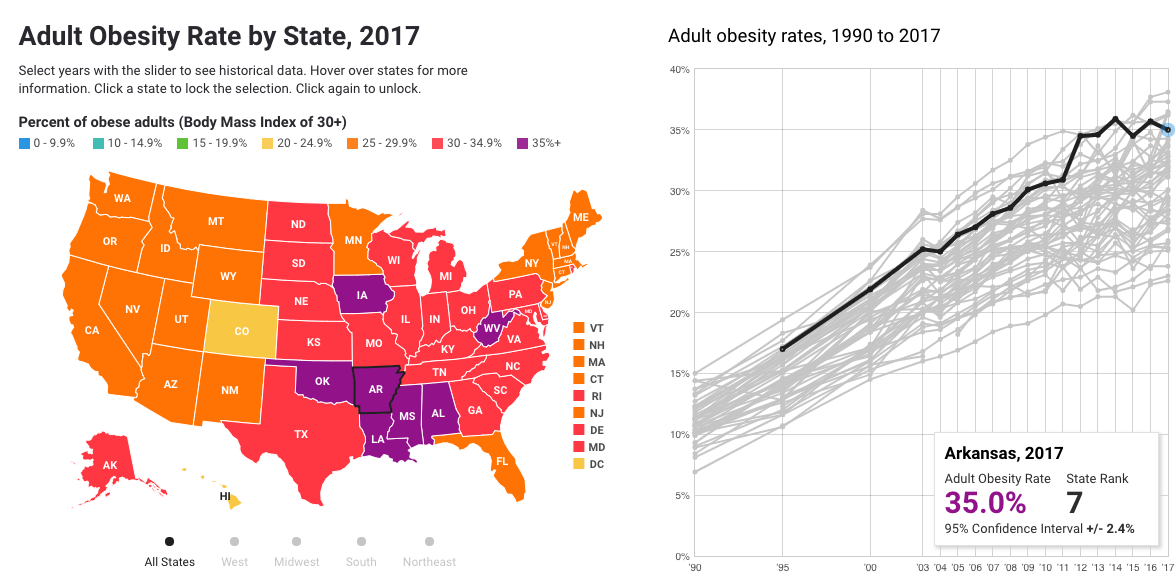 Adult Obesity Rate by State, 2017
Select years with the slider to see historical data. Hover over states for more
information. Click a state to lock the selection. Click again to unlock.
Percent of obese adults (Body Mass Index of 30+)
0 - 9.9% 10 - 14.9% 15 - 19.9% 20 - 24.9% 25 - 29.9% 30 - 34.9% 35%+
WA
MT
ND
MN
ME
OR
ID
SD
WI
VT
NH
NY
MA
WY
MI
CT
NE
IA
PA
NJ
NV
UT
CO
IL
IN
OH
MD
CA
KS
MO
WV
VA
KY
AZ
NM
OK
AR
TN
NC
SC
MS
AL
GA
TX
LA
FL
AK
HI
VT
NH
MA
CT
RI
NJ
DE
MD
DC
All States West Midwest South Northeast
Adult obesity rates, 1990 to 2017
40%
35%
30%
25%
20%
15%
10%
5%
0%
'90 '95 '00 '03 '04 '05 '06 '07 '08 '09 '10 '11 '12 '13 '14 '15 '16 '17
Arkansas, 2017
Adult Obesity Rate State Rank
35.0% 7
95% Confidence Interval +/- 2.4%